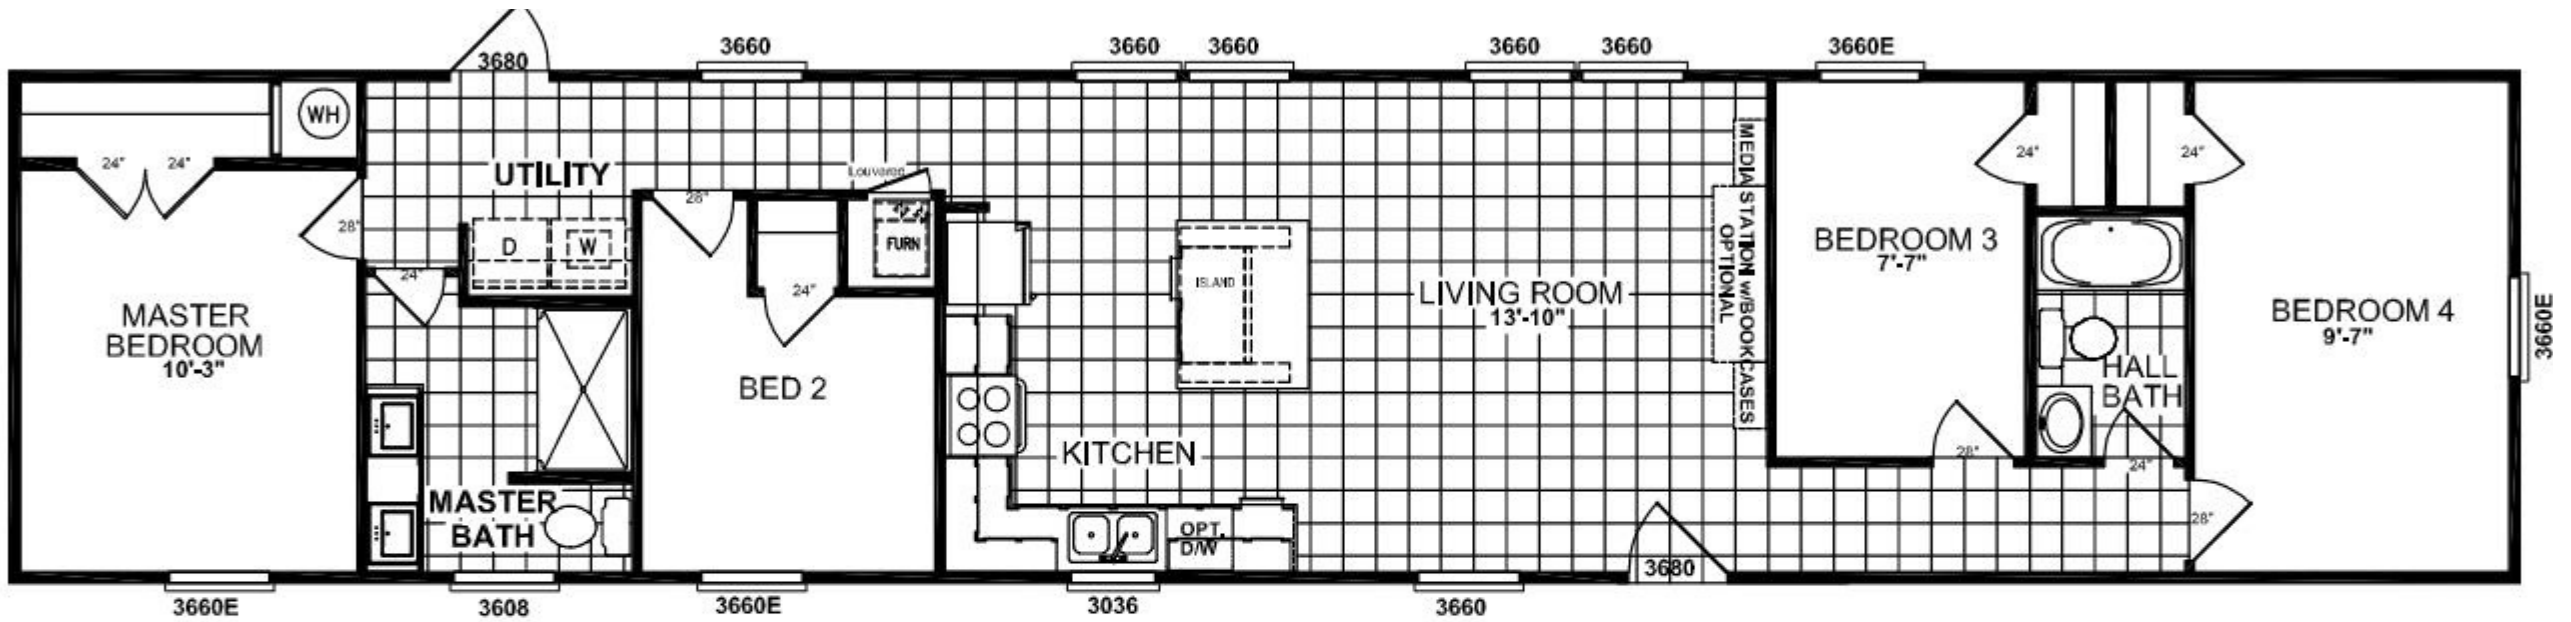 3680
3660
3660
3660
3660
3660
3660E
WH
24"
24"
UTILITY
Louvered
28"
28"
D
W
FURN
24"
24"
MASTER
BEDROOM
10'-3"
BED 2
ISLAND
LIVING ROOM
13'-10"
MEDIA STATION w/BOOKCASES
OPTIONAL
24"
24"
BEDROOM 3
7'-7"
BEDROOM 4
9'-7"
3660E
HALL
BATH
KITCHEN
28"
24"
MASTER
BATH
OPT.
D/W
28"
3680
3660E
3608
3660E
3036
3660